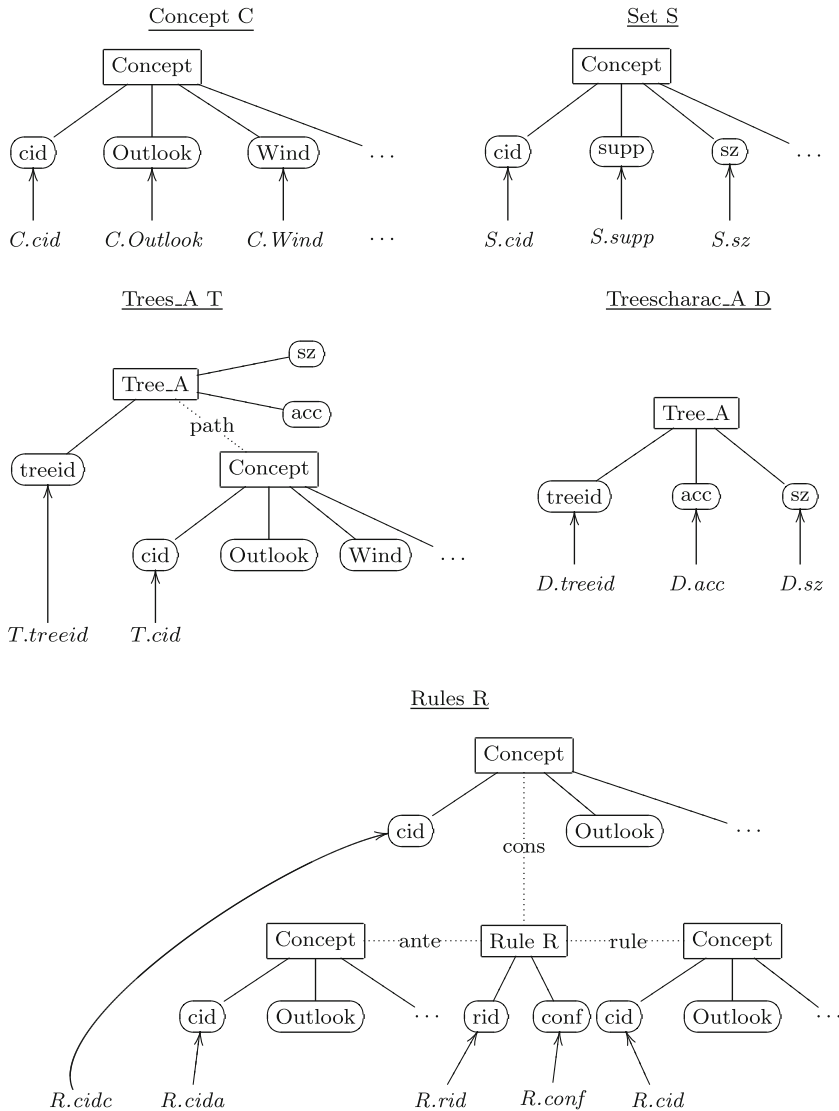 Concept C
Set S
Concept
Concept
cid Outlook Wind ...
cid supp sz ...
C.cid C.Outlook C.Wind ...
S.cid S.supp S.sz
Trees_A T
Treescharac_A D
sz
Tree_A
acc
path
Tree_A
treeid
Concept
treeid acc sz
cid Outlook Wind ...
D.treeid D.acc D.sz
T.treeid T.cid
Rules R
Concept
cid Outlook ...
cons
Concept ante Rule R rule Concept
cid Outlook ... rid conf cid Outlook ...
R.cidc R.cida R.rid R.conf R.cid